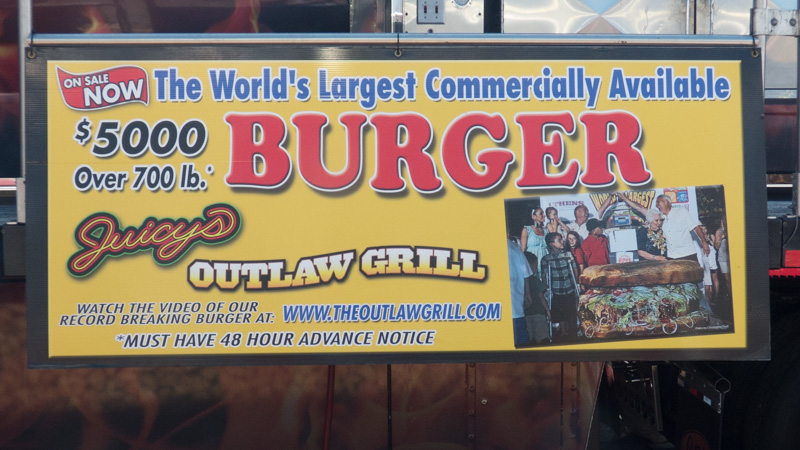 ON SALE
NOW
The World's Largest Commercially Available
$5000
BURGER
Over 700 lb.*
Juicys
OUTLAW GRILL
WATCH THE VIDEO OF OUR
RECORD BREAKING BURGER AT: WWW.THEOUTLAWGRILL.COM
*MUST HAVE 48 HOUR ADVANCE NOTICE